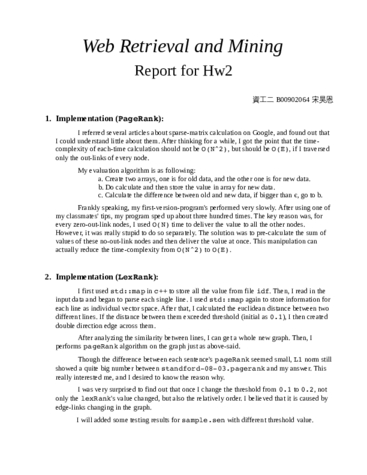 Web Retrieval and Mining
Report for Hw2
資工二 B00902064 宋昊恩
1. Implementation (PageRank):
I referred several articles about sparse-matrix calculation on Google, and found out that
I could understand little about them. After thinking for a while, I got the point that the time-
complexity of each-time calculation should not be O(N^2), but should be O(E), if I traversed
only the out-links of every node.
My evaluation algorithm is as following:
a. Create two arrays, one is for old data, and the other one is for new data.
b. Do calculate and then store the value in array for new data.
c. Calculate the difference between old and new data, if bigger than ε, go to b.
Frankly speaking, my first-version-program's performed very slowly. After using one of
my classmates' tips, my program sped up about three hundred times. The key reason was, for
every zero-out-link node, I used O(N) time to deliver the value to all the other nodes.
However, it was really stupid to do so separately. The solution was to pre-calculate the sum of
values of these no-out-link nodes and then deliver the value at once. This manipulation can
actually reduce the time-complexity from O(N^2) to O(E).
2. Implementation (LexRank):
I first used std::map in c++ to store all the value from file idf. Then, I read in the
input data and began to parse each single line. I used std::map again to store information for
each line as individual vector space. After that, I calculated the euclidean distance between two
different lines. If the distance between them exceeded threshold (initial as 0.1), I then created
double direction edge across them.
After analyzing the similarity between lines, I can get a whole new graph. Then, I
performs pageRank algorithm on the graph just as above-said.
Though the difference between each sentence's pageRank seemed small, L1 norm still
showed a quite big number between standford-08-03.pagerank and my answer. This
really interested me, and I desired to know the reason why.
I was very surprised to find out that once I change the threshold from 0.1 to 0.2, not
only the lexRank's value changed, but also the relatively order. I believed that it is caused by
edge-links changing in the graph.
I will add some testing results for sample.sen with different threshold value.